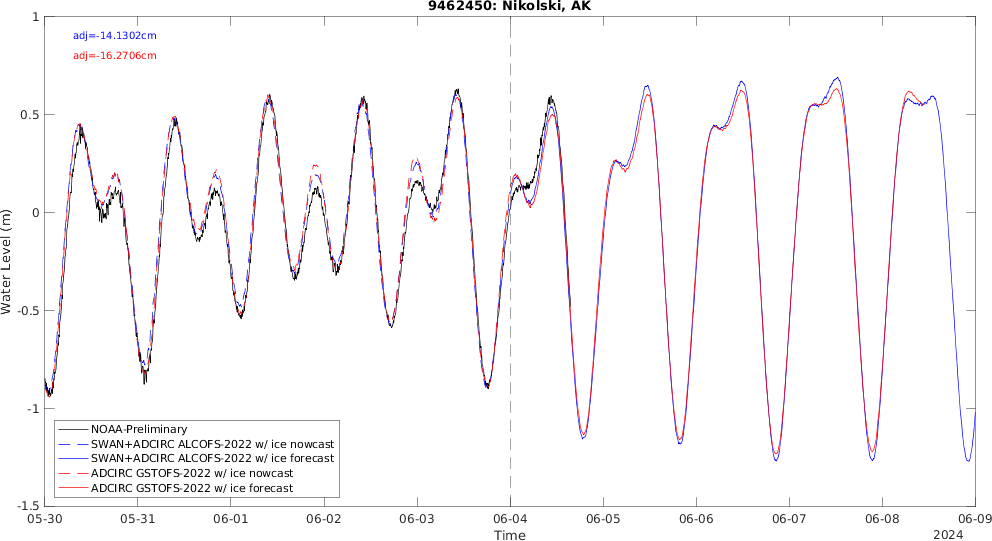 9462450: Nikolski, AK
adj=-14.1302cm
adj=-16.2706cm
1
0.5
0
-0.5
-1
-1.5
Water Level (m)
NOAA-Preliminary
SWAN+ADCIRC ALCOFS-2022 w/ ice nowcast
SWAN+ADCIRC ALCOFS-2022 w/ ice forecast
ADCIRC GSTOFS-2022 w/ ice nowcast
ADCIRC GSTOFS-2022 w/ ice forecast
05-30 05-31 06-01 06-02 06-03 06-04 06-05 06-06 06-07 06-08 06-09
Time
2024